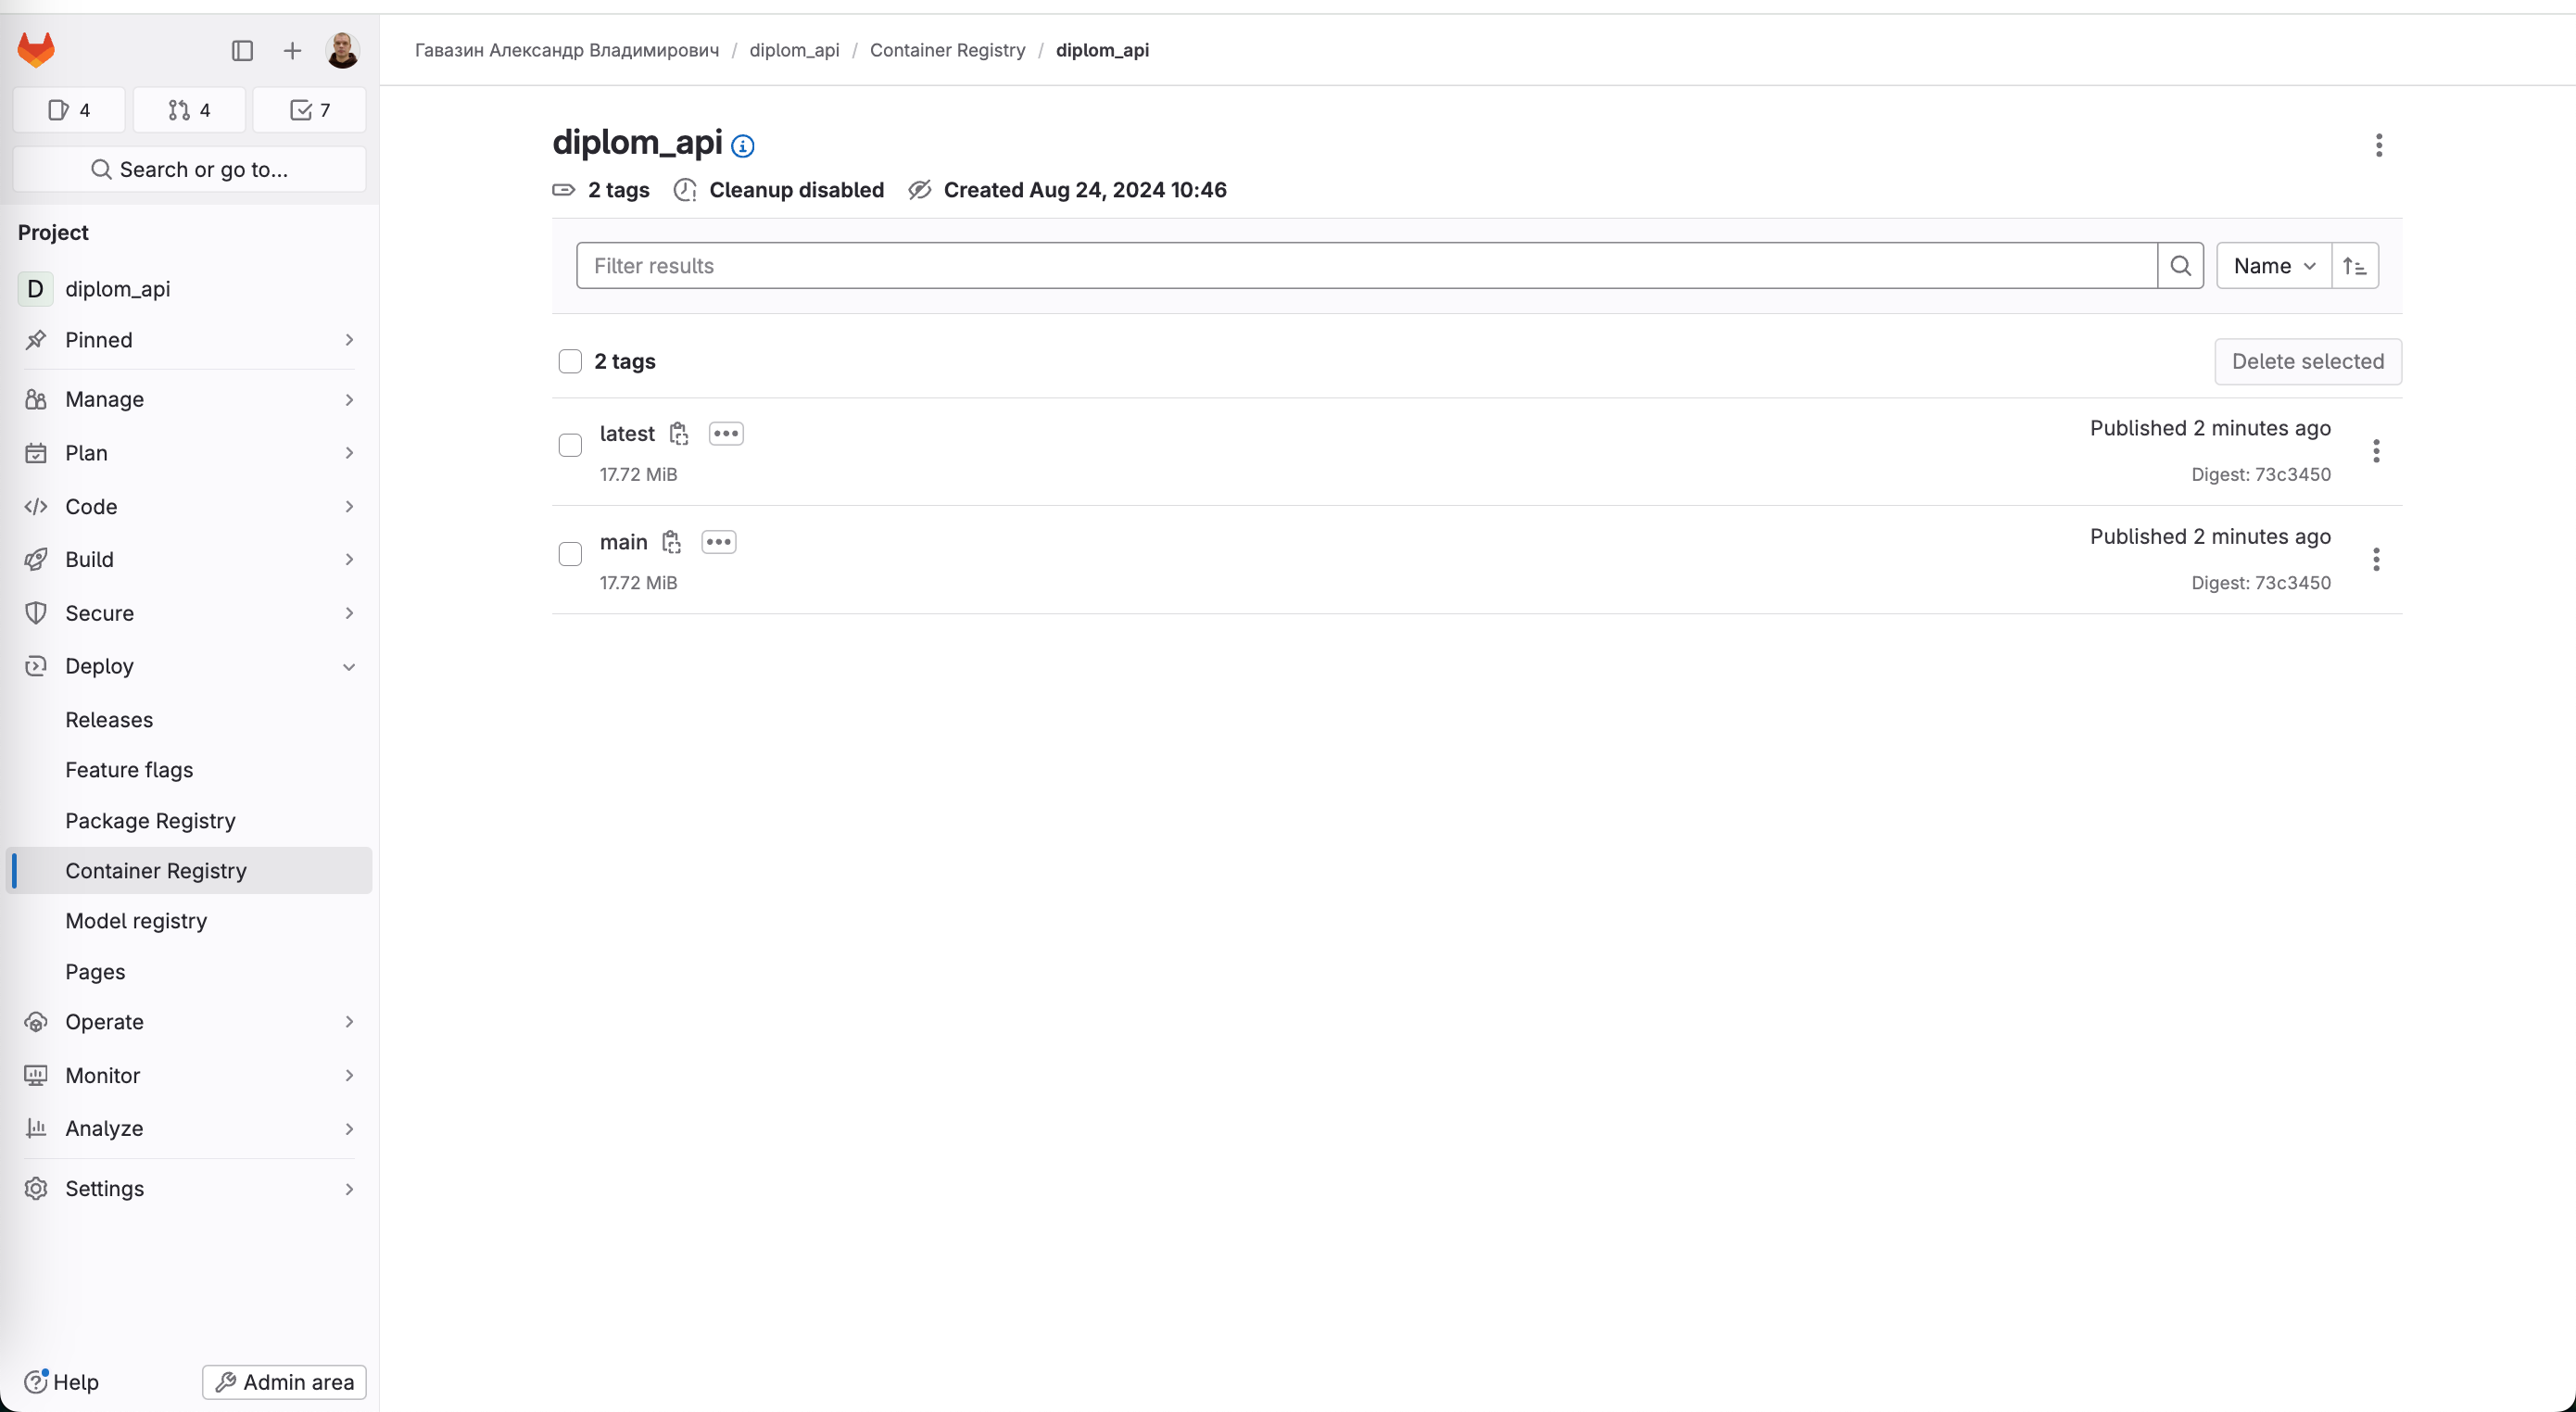 4 4 7
Search or go to...
Project
D diplom_api
Pinned
Manage
Plan
Code
Build
Secure
Deploy
Releases
Feature flags
Package Registry
Container Registry
Model registry
Pages
Operate
Monitor
Analyze
Settings
Help Admin area
Гавазин Александр Владимирович / diplom_api / Container Registry / diplom_api
diplom_api
2 tags Cleanup disabled Created Aug 24, 2024 10:46
Filter results Name
2 tags Delete selected
latest Published 2 minutes ago
17.72 MiB Digest: 73c3450
main Published 2 minutes ago
17.72 MiB Digest: 73c3450